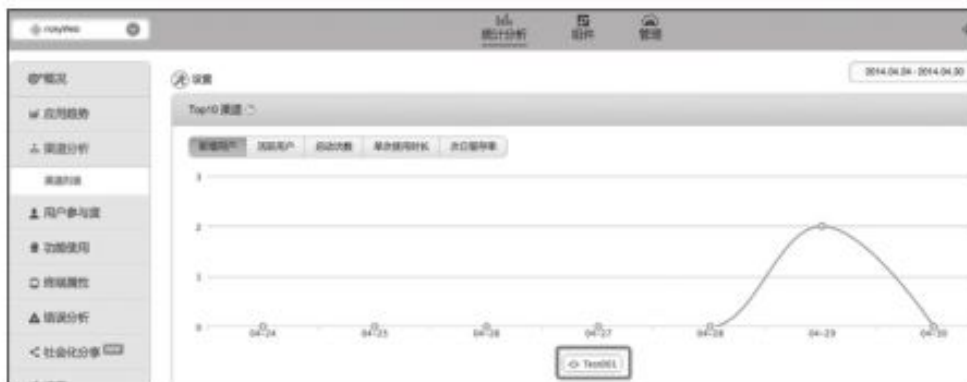 统计分析
组件
管理
概况
设置
2014.04.24 - 2014.04.30
应用趋势
Top10 渠道
渠道分析
新增用户 活跃用户 启动次数 单次使用时长 次日留存率
渠道列表
3
用户参与度
2
功能使用
1
终端属性
错误分析
0
04-24 04-25 04-26 04-27 04-28 04-29 04-30
社会化分享
Test001